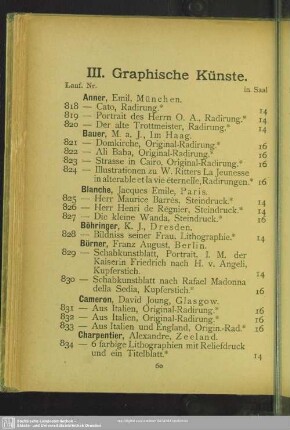 III. Graphische Künste.
Lauf. Nr. in Saal
Anner, Emil, München.
818 — Cato, Radirung.* 14
819 — Portrait des Herrn O. A., Radirung.* 14
820 — Der alte Trottmeister, Radirung.* 14
Bauer, M. a. J., Im Haag.
821 — Domkirche, Original-Radirung.* 16
822 — Ali Baba, Original-Radirung.* 16
823 — Strasse in Cairo, Original-Radirung.* 16
824 — Illustrationen zu W. Ritters La Jeunesse
in alterable et la vie éternelle, Radirungen.* 16
Blanche, Jacques Emile, Paris.
825 — Herr Maurice Barrès, Steindruck.* 14
826 — Herr Henri de Régnier, Steindruck.* 14
827 — Die kleine Wanda, Steindruck.* 16
Böhringer, K. J., Dresden.
828 — Bildniss seiner Frau, Lithographie.* 14
Bürner, Franz August, Berlin.
829 — Schabkunstblatt, Portrait, I. M. der
Kaiserin Friedrich nach H. v. Angeli,
Kupferstich. 14
830 — Schabkunstblatt nach Rafael Madonna
della Sedia, Kupferstich.* 16
Cameron, David Joung, Glasgow.
831 — Aus Italien, Original-Radirung.* 16
832 — Aus Italien, Original-Radirung.* 16
833 — Aus Italien und England, Origin.-Rad.* 16
Charpentier, Alexandre, Zeeland.
834 — 6 farbige Lithographien mit Reliefdruck
und ein Titelblatt.* 14
60